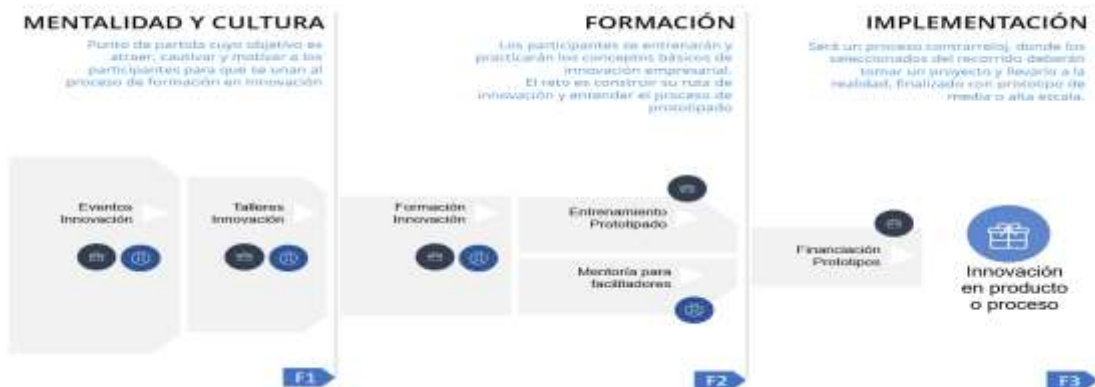 MENTALIDAD Y CULTURA
Punto de partida cuyo objetivo es
atraer, cautivar y motivar a los
participantes para que se unan al
proceso de formación en Innovación
Eventos
Innovación
Talleres
Innovación
F1
FORMACIÓN
Los participantes se entrenarán y
practicarán los conceptos básicos de
innovación empresarial.
El reto es construir su ruta de
innovación y entender el proceso de
prototipado
Formación
Innovación
Entrenamiento
Prototipado
Mentoría para
facilitadores
F2
IMPLEMENTACIÓN
Será un proceso contrarreloj, donde los
seleccionados del recorrido deberán
tomar un proyecto y llevarlo a la
realidad, finalizado con prototipo de
media o alta escala.
Financiación
Prototipos
Innovación
en producto
o proceso
F3